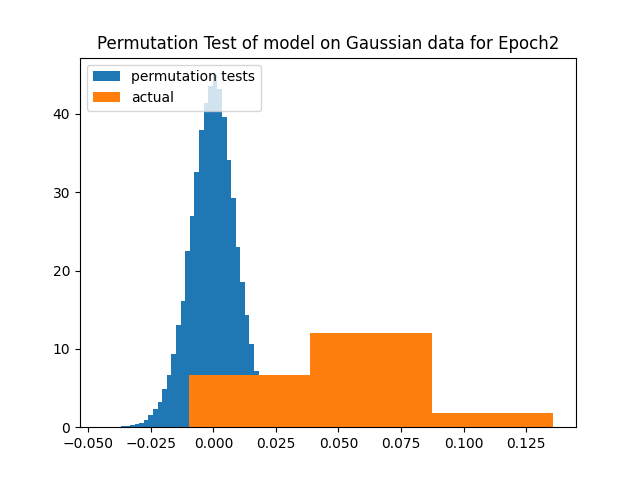 Permutation Test of model on Gaussian data for Epoch2
permutation tests
actual
40
30
20
10
0
−0.050 −0.025 0.000 0.025 0.050 0.075 0.100 0.125